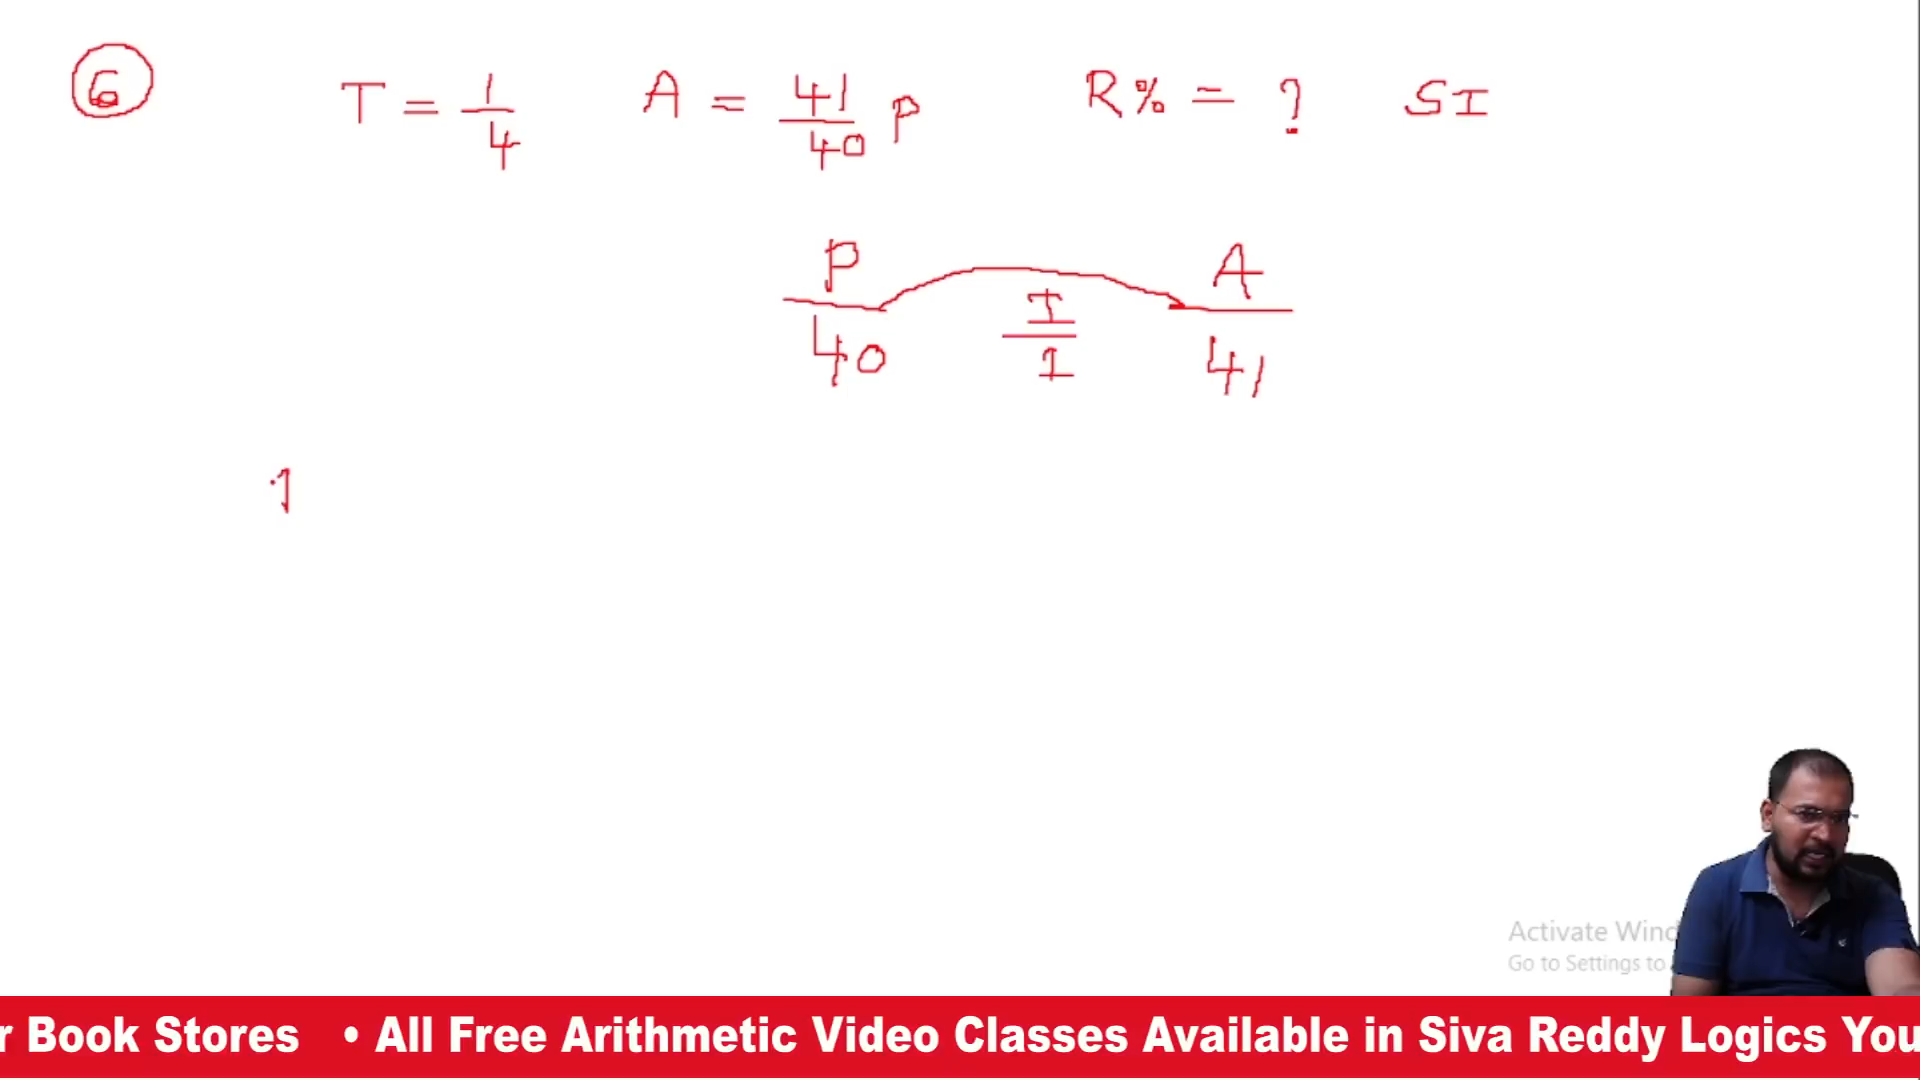 6 T = 1/4 A = 41/40 P R% = ? SI
P I A
40 1 41
1
Activate Wind
Go to Settings to
r Book Stores • All Free Arithmetic Video Classes Available in Siva Reddy Logics You